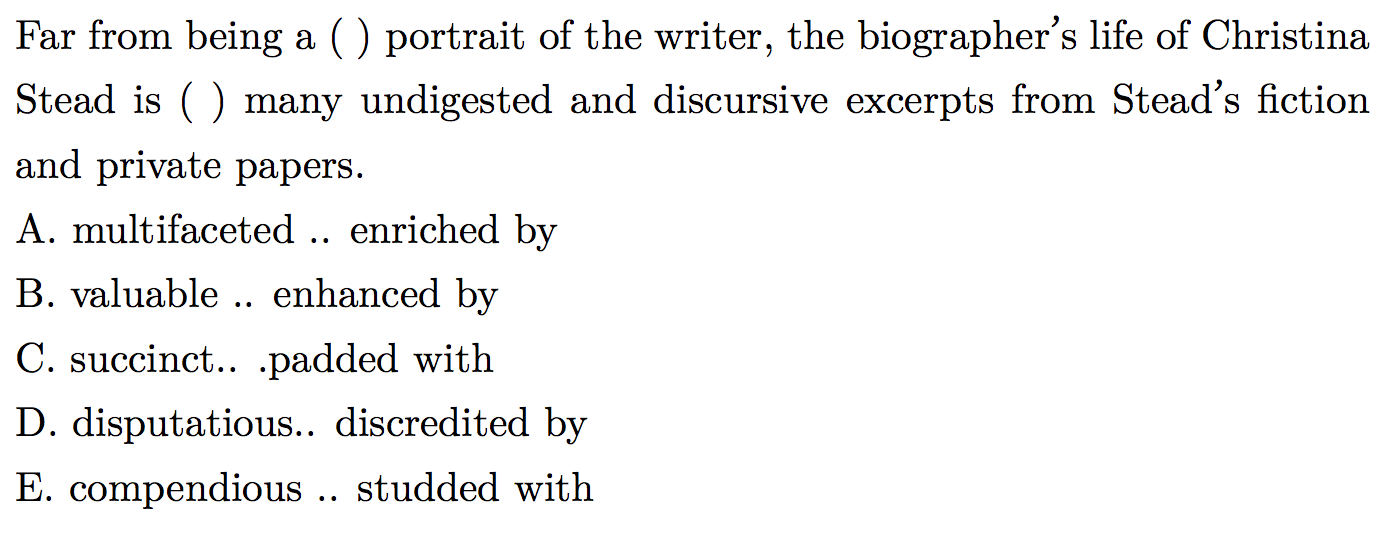 Far from being a ( ) portrait of the writer, the biographer’s life of Christina
Stead is ( ) many undigested and discursive excerpts from Stead’s fiction
and private papers.
A. multifaceted .. enriched by
B. valuable .. enhanced by
C. succinct.. .padded with
D. disputatious.. discredited by
E. compendious .. studded with